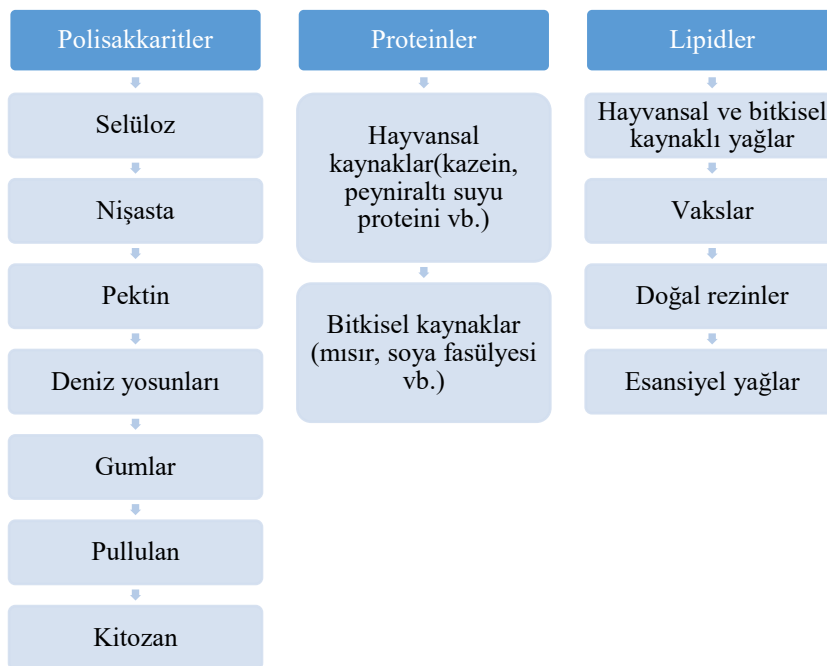 Polisakkaritler
Selüloz
Nişasta
Pektin
Deniz yosunları
Gumlar
Pullulan
Kitozan
Proteinler
Hayvansal
kaynaklar(kazein,
peyniraltı suyu
proteini vb.)
Bitkisel kaynaklar
(mısır, soya fasülyesi
vb.)
Lipidler
Hayvansal ve bitkisel
kaynaklı yağlar
Vakslar
Doğal rezinler
Esansiyel yağlar